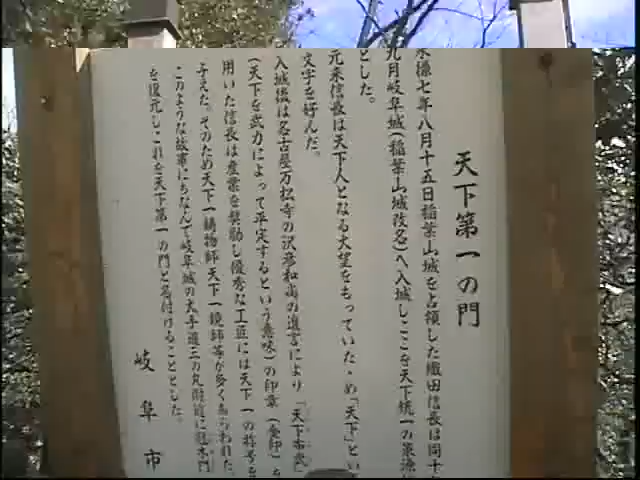 天下第一の門
永禄七年八月十五日稲葉山城を占領した織田信長は同十
九月岐阜城(稲葉山城改名)へ入城しここを天下統一の本
とした。
元来信長は天下人となる大望をもっていたため「天下」とい
文字を好んだ。
入城後は名古屋万松寺の沢彦和尚の進言により「天下布武」
(天下を武力によって平定するという意味)の印章(朱印)を
用いた信長は産業を奨励し優秀な工匠には天下一の称号を
与えた。そのため天下一鋳物師天下一鏡師等が多くあらわれた。
このような故事にちなんで岐阜城の大手道二の丸附近に冠木門
を復元しこれを天下第一の門と名付けることとした。
岐阜市